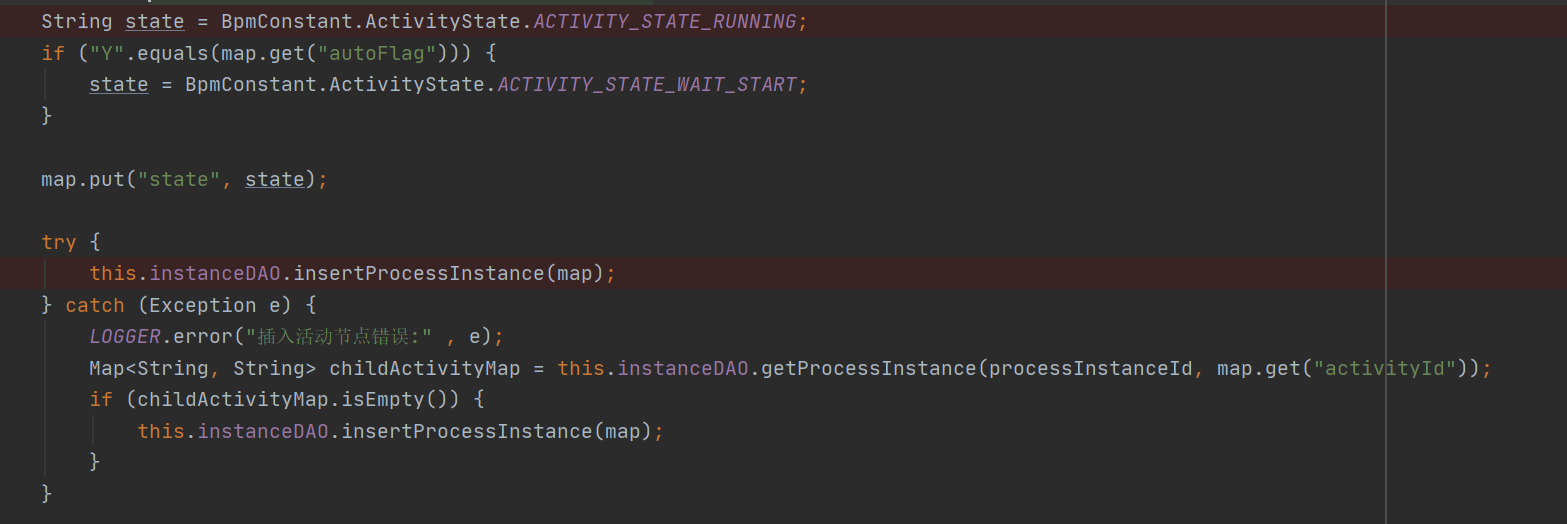 String state = BpmConstant.ActivityState.ACTIVITY_STATE_RUNNING;
if ("Y".equals(map.get("autoFlag"))) {
state = BpmConstant.ActivityState.ACTIVITY_STATE_WAIT_START;
}
map.put("state", state);
try {
this.instanceDAO.insertProcessInstance(map);
} catch (Exception e) {
LOGGER.error("插入活动节点错误:" , e);
Map<String, String> childActivityMap = this.instanceDAO.getProcessInstance(processInstanceId, map.get("activityId"));
if (childActivityMap.isEmpty()) {
this.instanceDAO.insertProcessInstance(map);
}
}